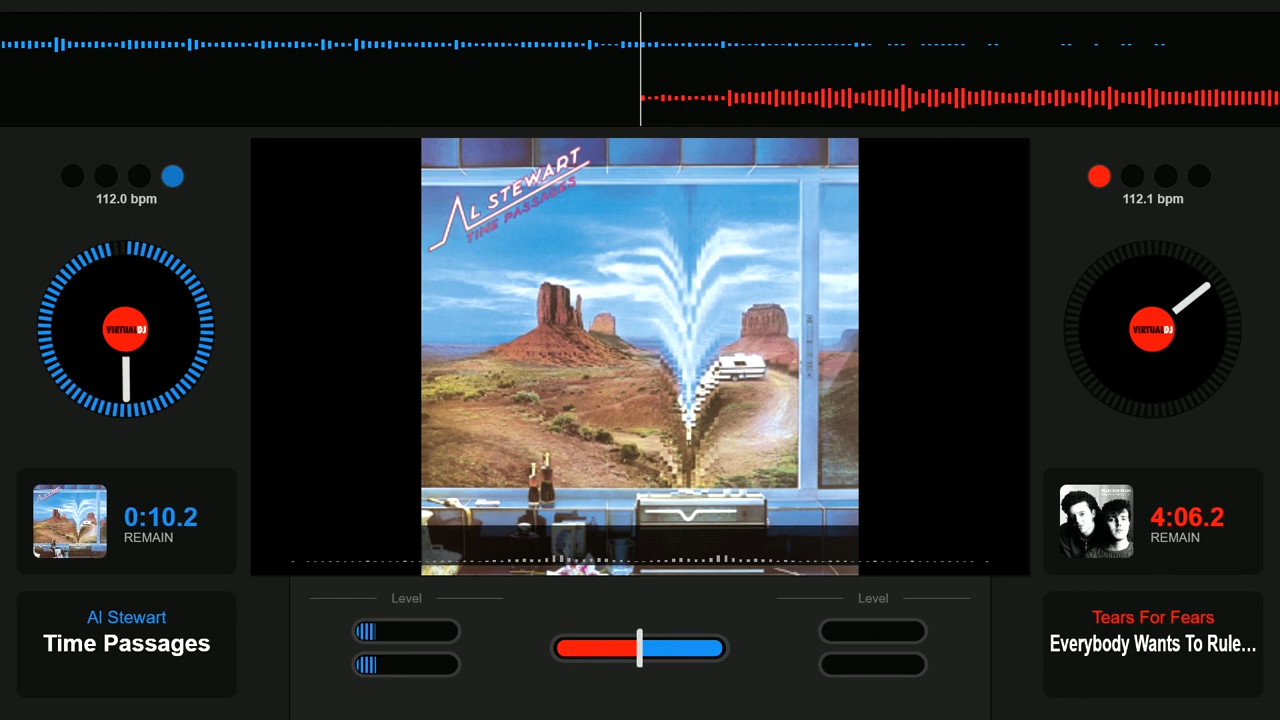 112.0 bpm
VIRTUALDJ
0:10.2
REMAIN
Al Stewart
Time Passages
AL STEWART
TIME PASSAGES
Level
Level
112.1 bpm
VIRTUALDJ
4:06.2
REMAIN
Tears For Fears
Everybody Wants To Rule...